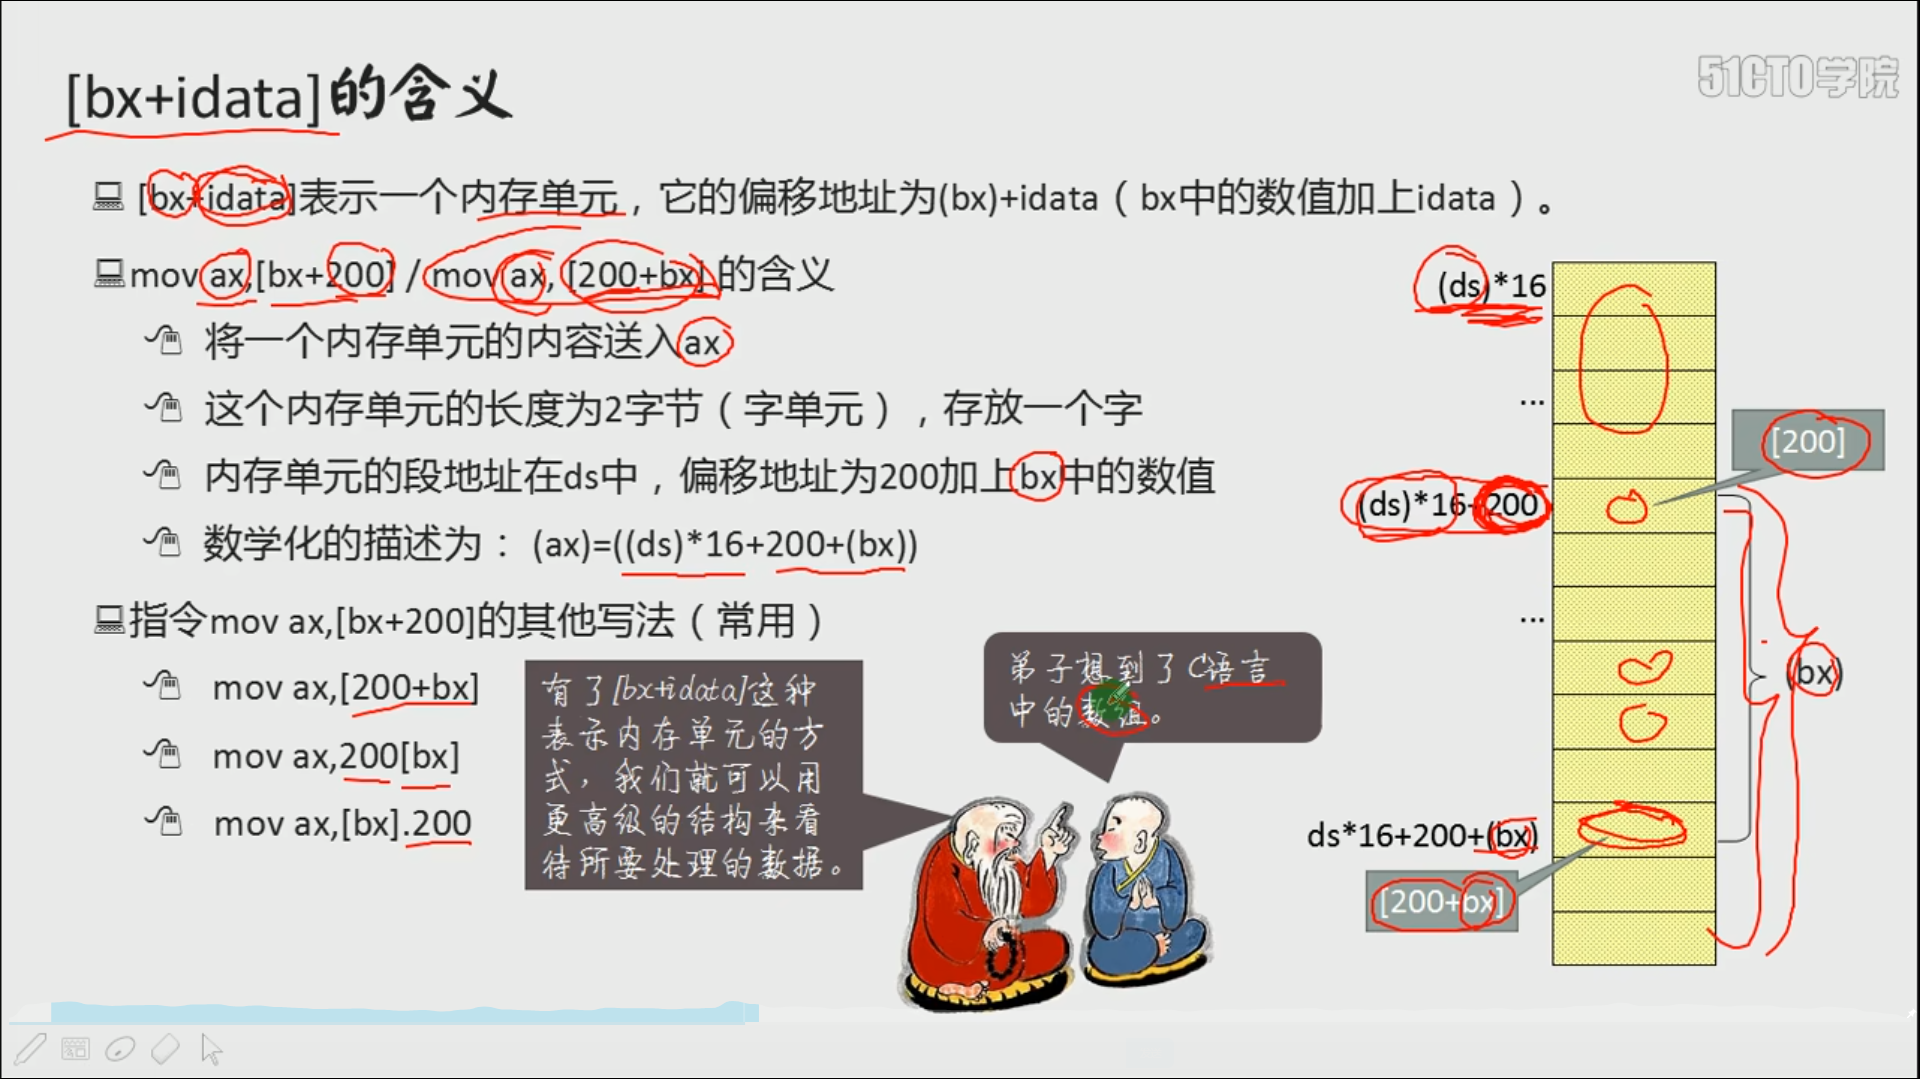 [bx+idata]的含义
51CTO学院
[bx+idata]表示一个内存单元，它的偏移地址为(bx)+idata（bx中的数值加上idata）。
mov ax,[bx+200] / mov ax, [200+bx] 的含义
将一个内存单元的内容送入ax
这个内存单元的长度为2字节（字单元），存放一个字
内存单元的段地址在ds中，偏移地址为200加上bx中的数值
数学化的描述为： (ax)=((ds)*16+200+(bx))
指令mov ax,[bx+200]的其他写法（常用）
mov ax,[200+bx]
mov ax,200[bx]
mov ax,[bx].200
有了[bx+idata]这种
表示内存单元的方
式，我们就可以用
更高级的结构来看
待所要处理的数据。
弟子想到了C语言
中的数组。
(ds)*16
...
[200]
(ds)*16+200
...
(bx)
ds*16+200+(bx)
[200+bx]